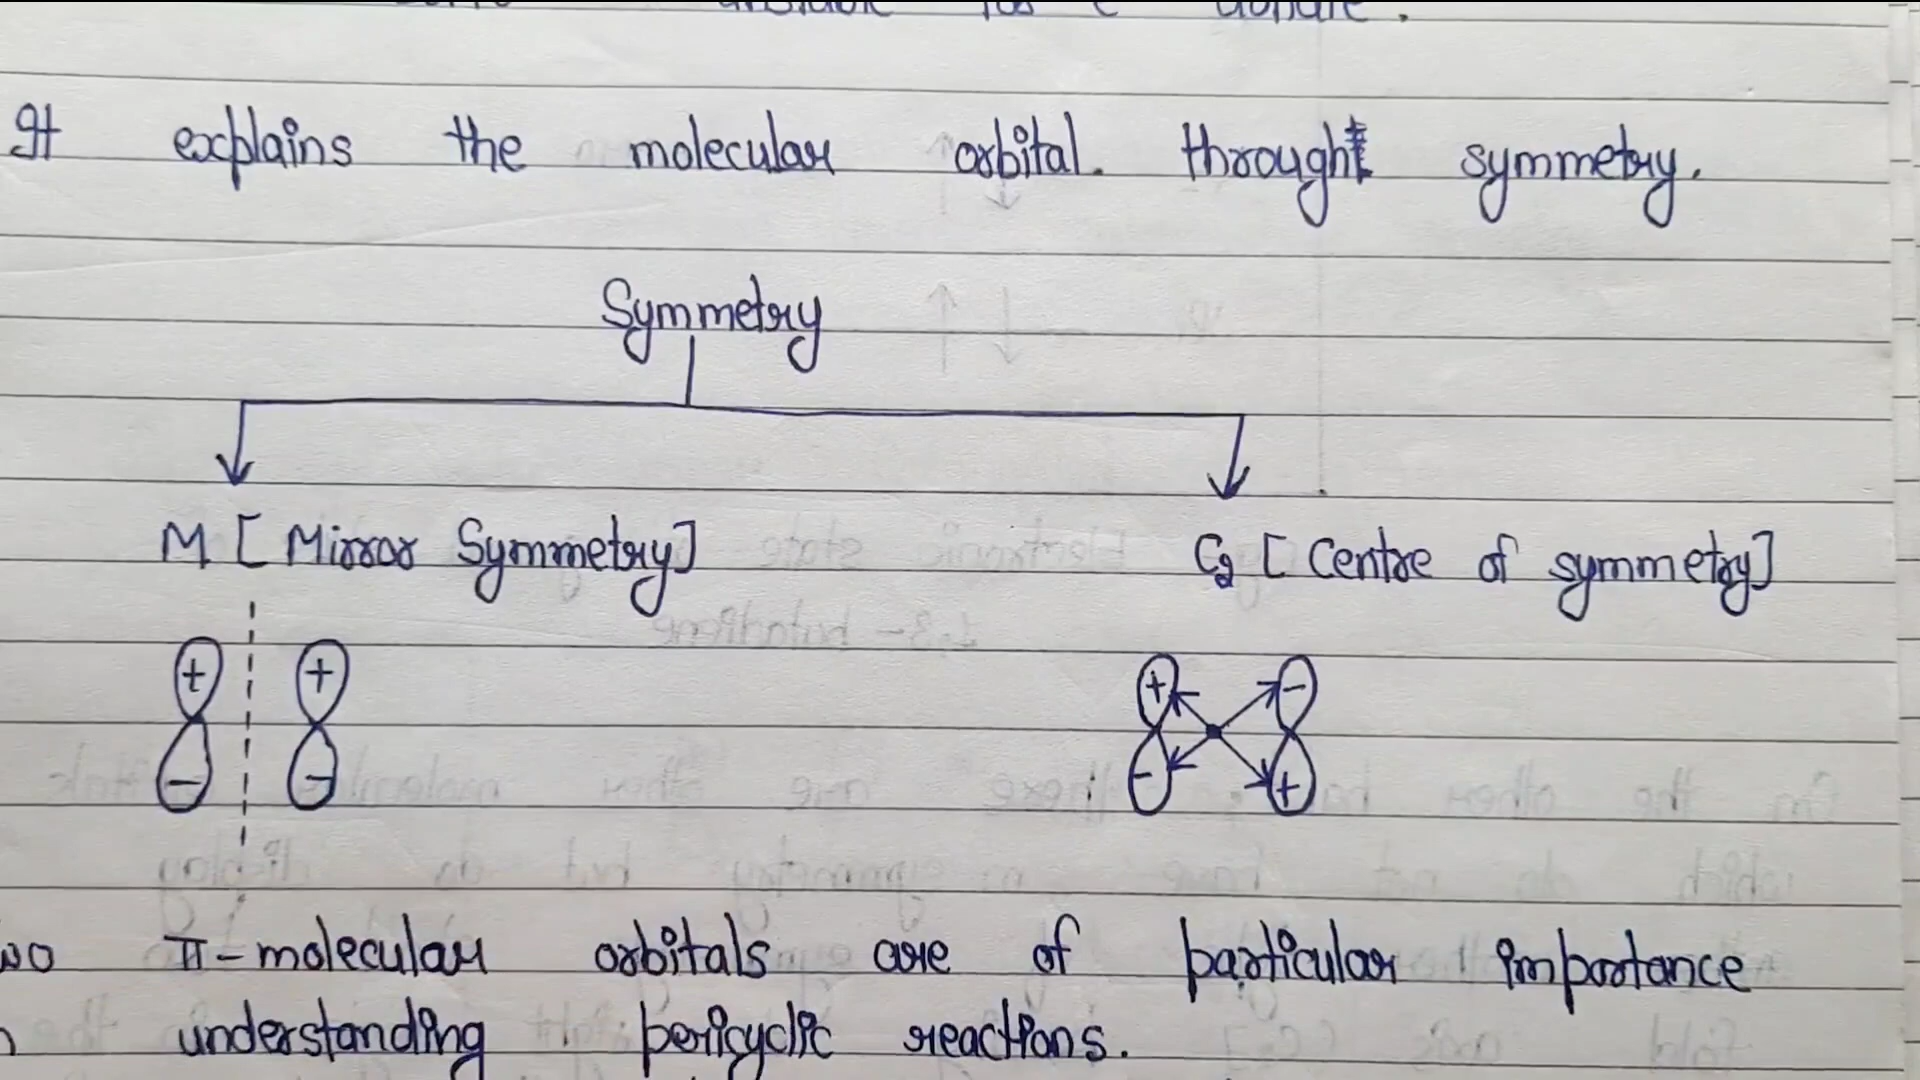 It explains the molecular orbital. throught symmetry.
Symmetry
M [Mirror Symmetry] C2 [Centre of symmetry]
+ + + -
- - - +
π-molecular orbitals are of particular importance
understanding pericyclic reactions.